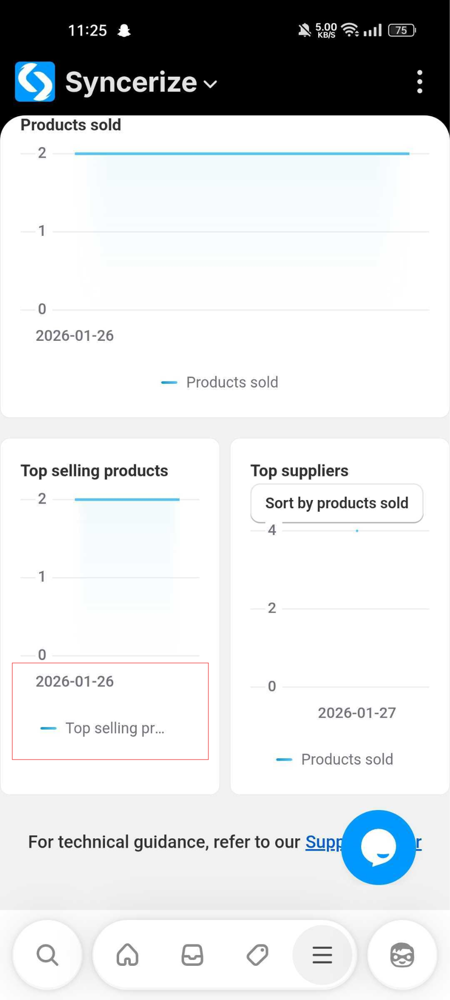 11:25
5.00
KB/S
75
Syncerize
Products sold
2
1
0
2026-01-26
Products sold
Top selling products
2
1
0
2026-01-26
Top selling pr...
Top suppliers
Sort by products sold
4
2
0
2026-01-27
Products sold
For technical guidance, refer to our